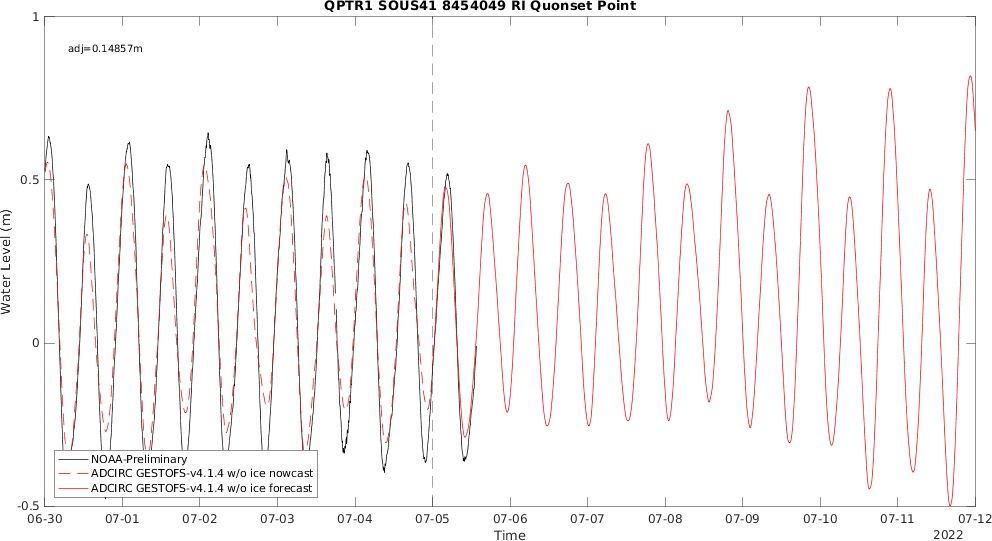 QPTR1 SOUS41 8454049 RI Quonset Point
adj=0.14857m
Water Level (m)
1
0.5
0
-0.5
NOAA-Preliminary
ADCIRC GESTOFS-v4.1.4 w/o ice nowcast
ADCIRC GESTOFS-v4.1.4 w/o ice forecast
06-30 07-01 07-02 07-03 07-04 07-05 07-06 07-07 07-08 07-09 07-10 07-11 07-12
Time
2022